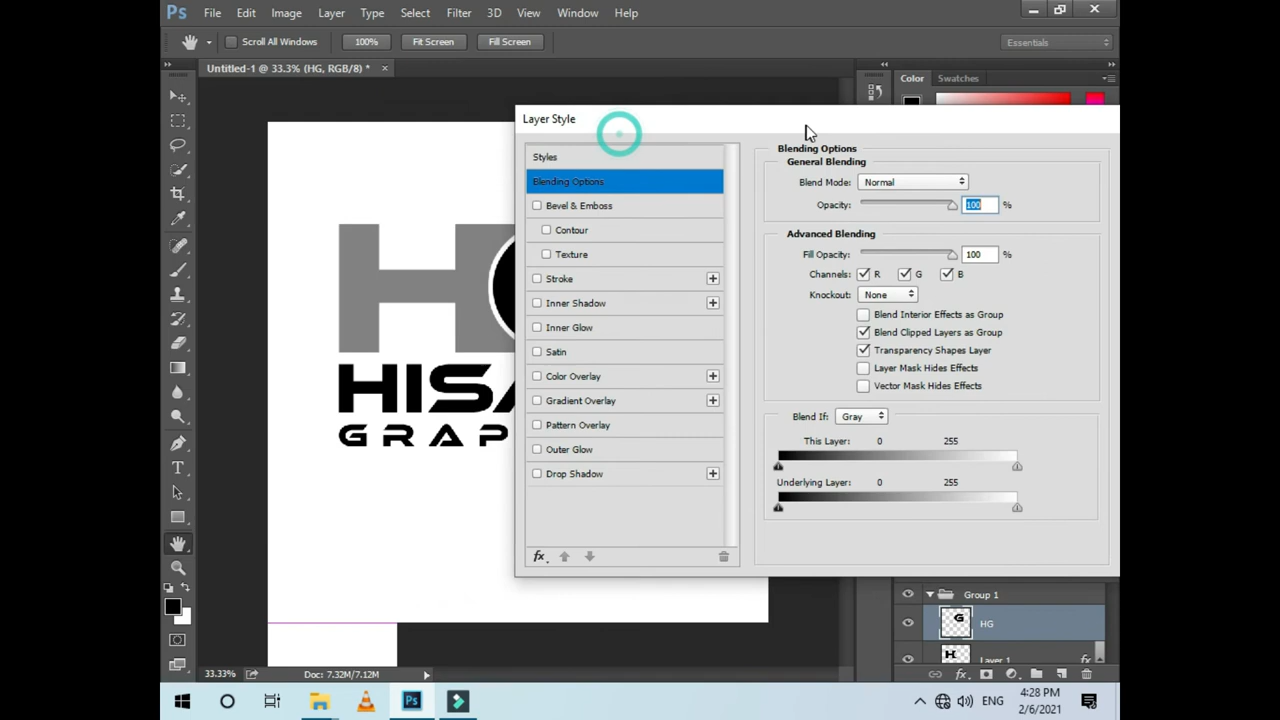 Ps File Edit Image Layer Type Select Filter 3D View Window Help
Scroll All Windows 100% Fit Screen Fill Screen Essentials
Untitled-1 @ 33.3% (HG, RGB/8) * ×
Color Swatches
Layer Style
Styles
Blending Options
Bevel & Emboss
Contour
Texture
Stroke
Inner Shadow
Inner Glow
Satin
Color Overlay
Gradient Overlay
Pattern Overlay
Outer Glow
Drop Shadow
fx
Blending Options
General Blending
Blend Mode: Normal
Opacity: 100 %
Advanced Blending
Fill Opacity: 100 %
Channels: R G B
Knockout: None
Blend Interior Effects as Group
Blend Clipped Layers as Group
Transparency Shapes Layer
Layer Mask Hides Effects
Vector Mask Hides Effects
Blend If: Gray
This Layer: 0 255
Underlying Layer: 0 255
H
HIS
GRAP
Group 1
G HG
H Layer 1 fx
33.33% Doc: 7.32M/7.12M
fx
Ps ENG
4:28 PM
2/6/2021